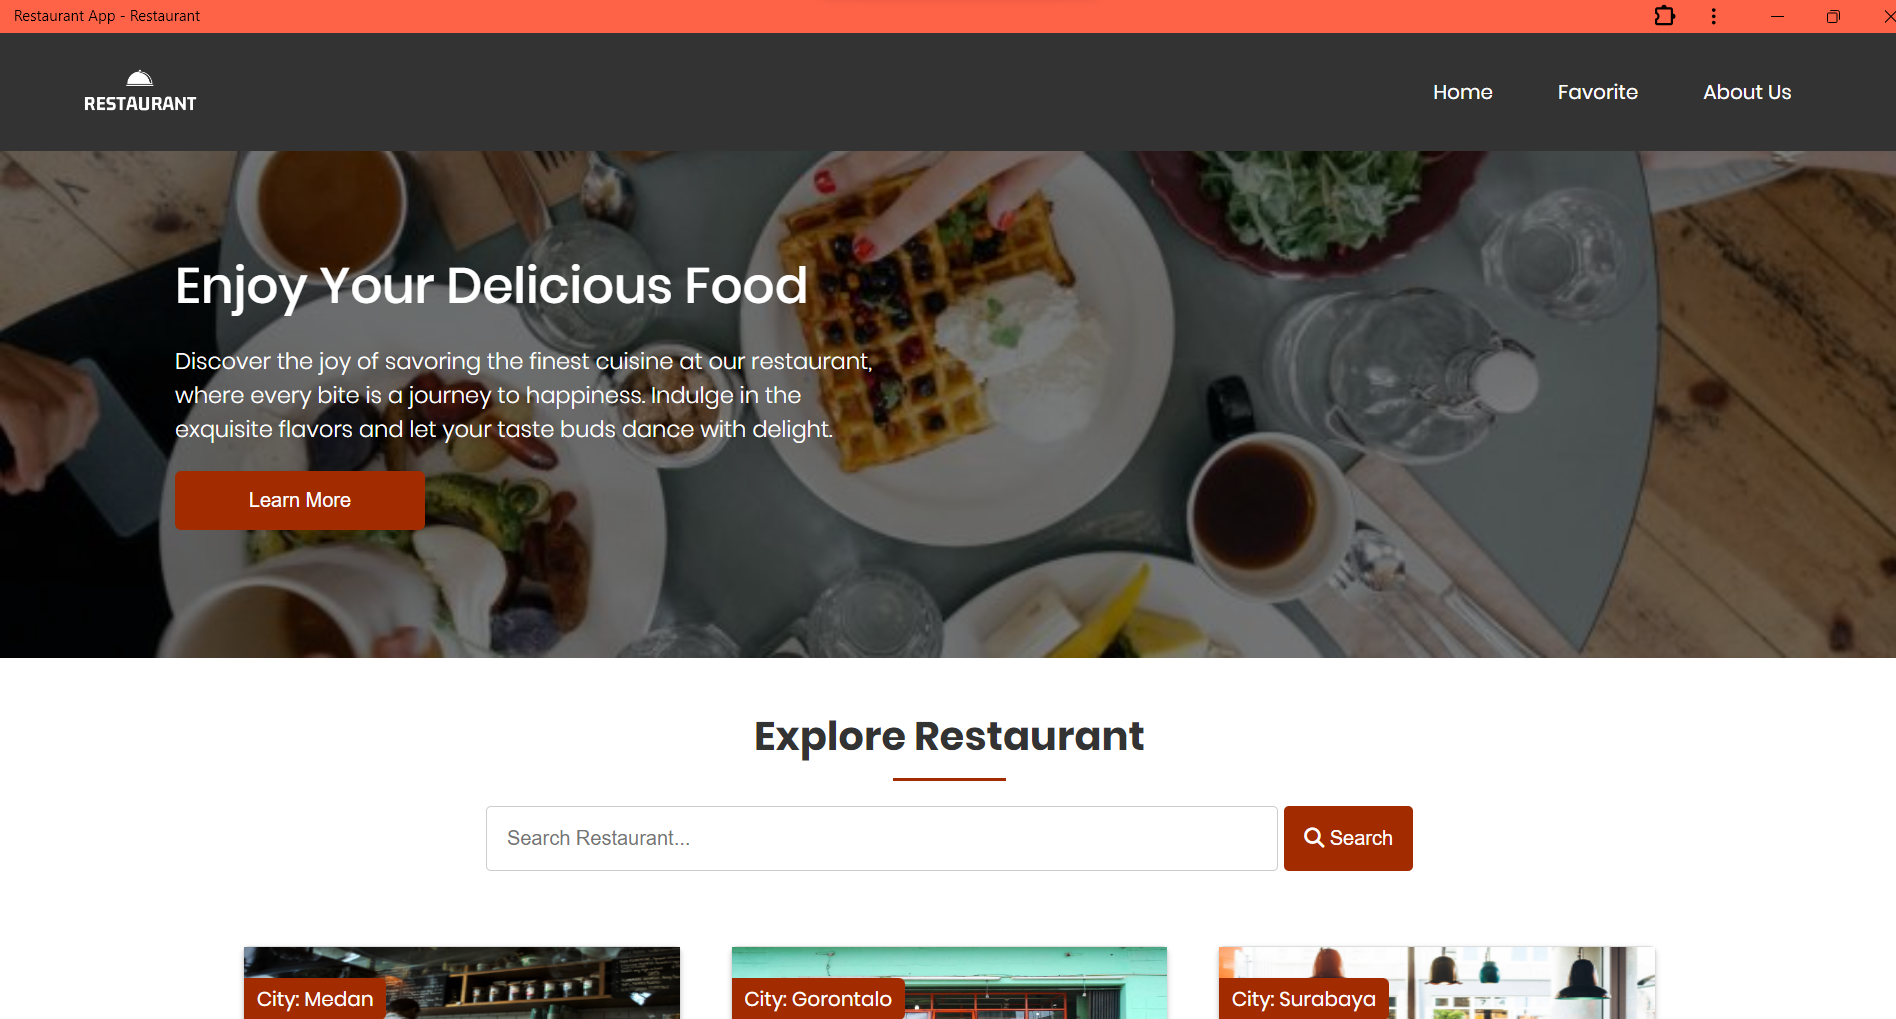 Restaurant App - Restaurant
RESTAURANT
Home
Favorite
About Us
Enjoy Your Delicious Food
Discover the joy of savoring the finest cuisine at our restaurant,
where every bite is a journey to happiness. Indulge in the
exquisite flavors and let your taste buds dance with delight.
Learn More
Explore Restaurant
Search Restaurant...
Search
City: Medan
City: Gorontalo
City: Surabaya